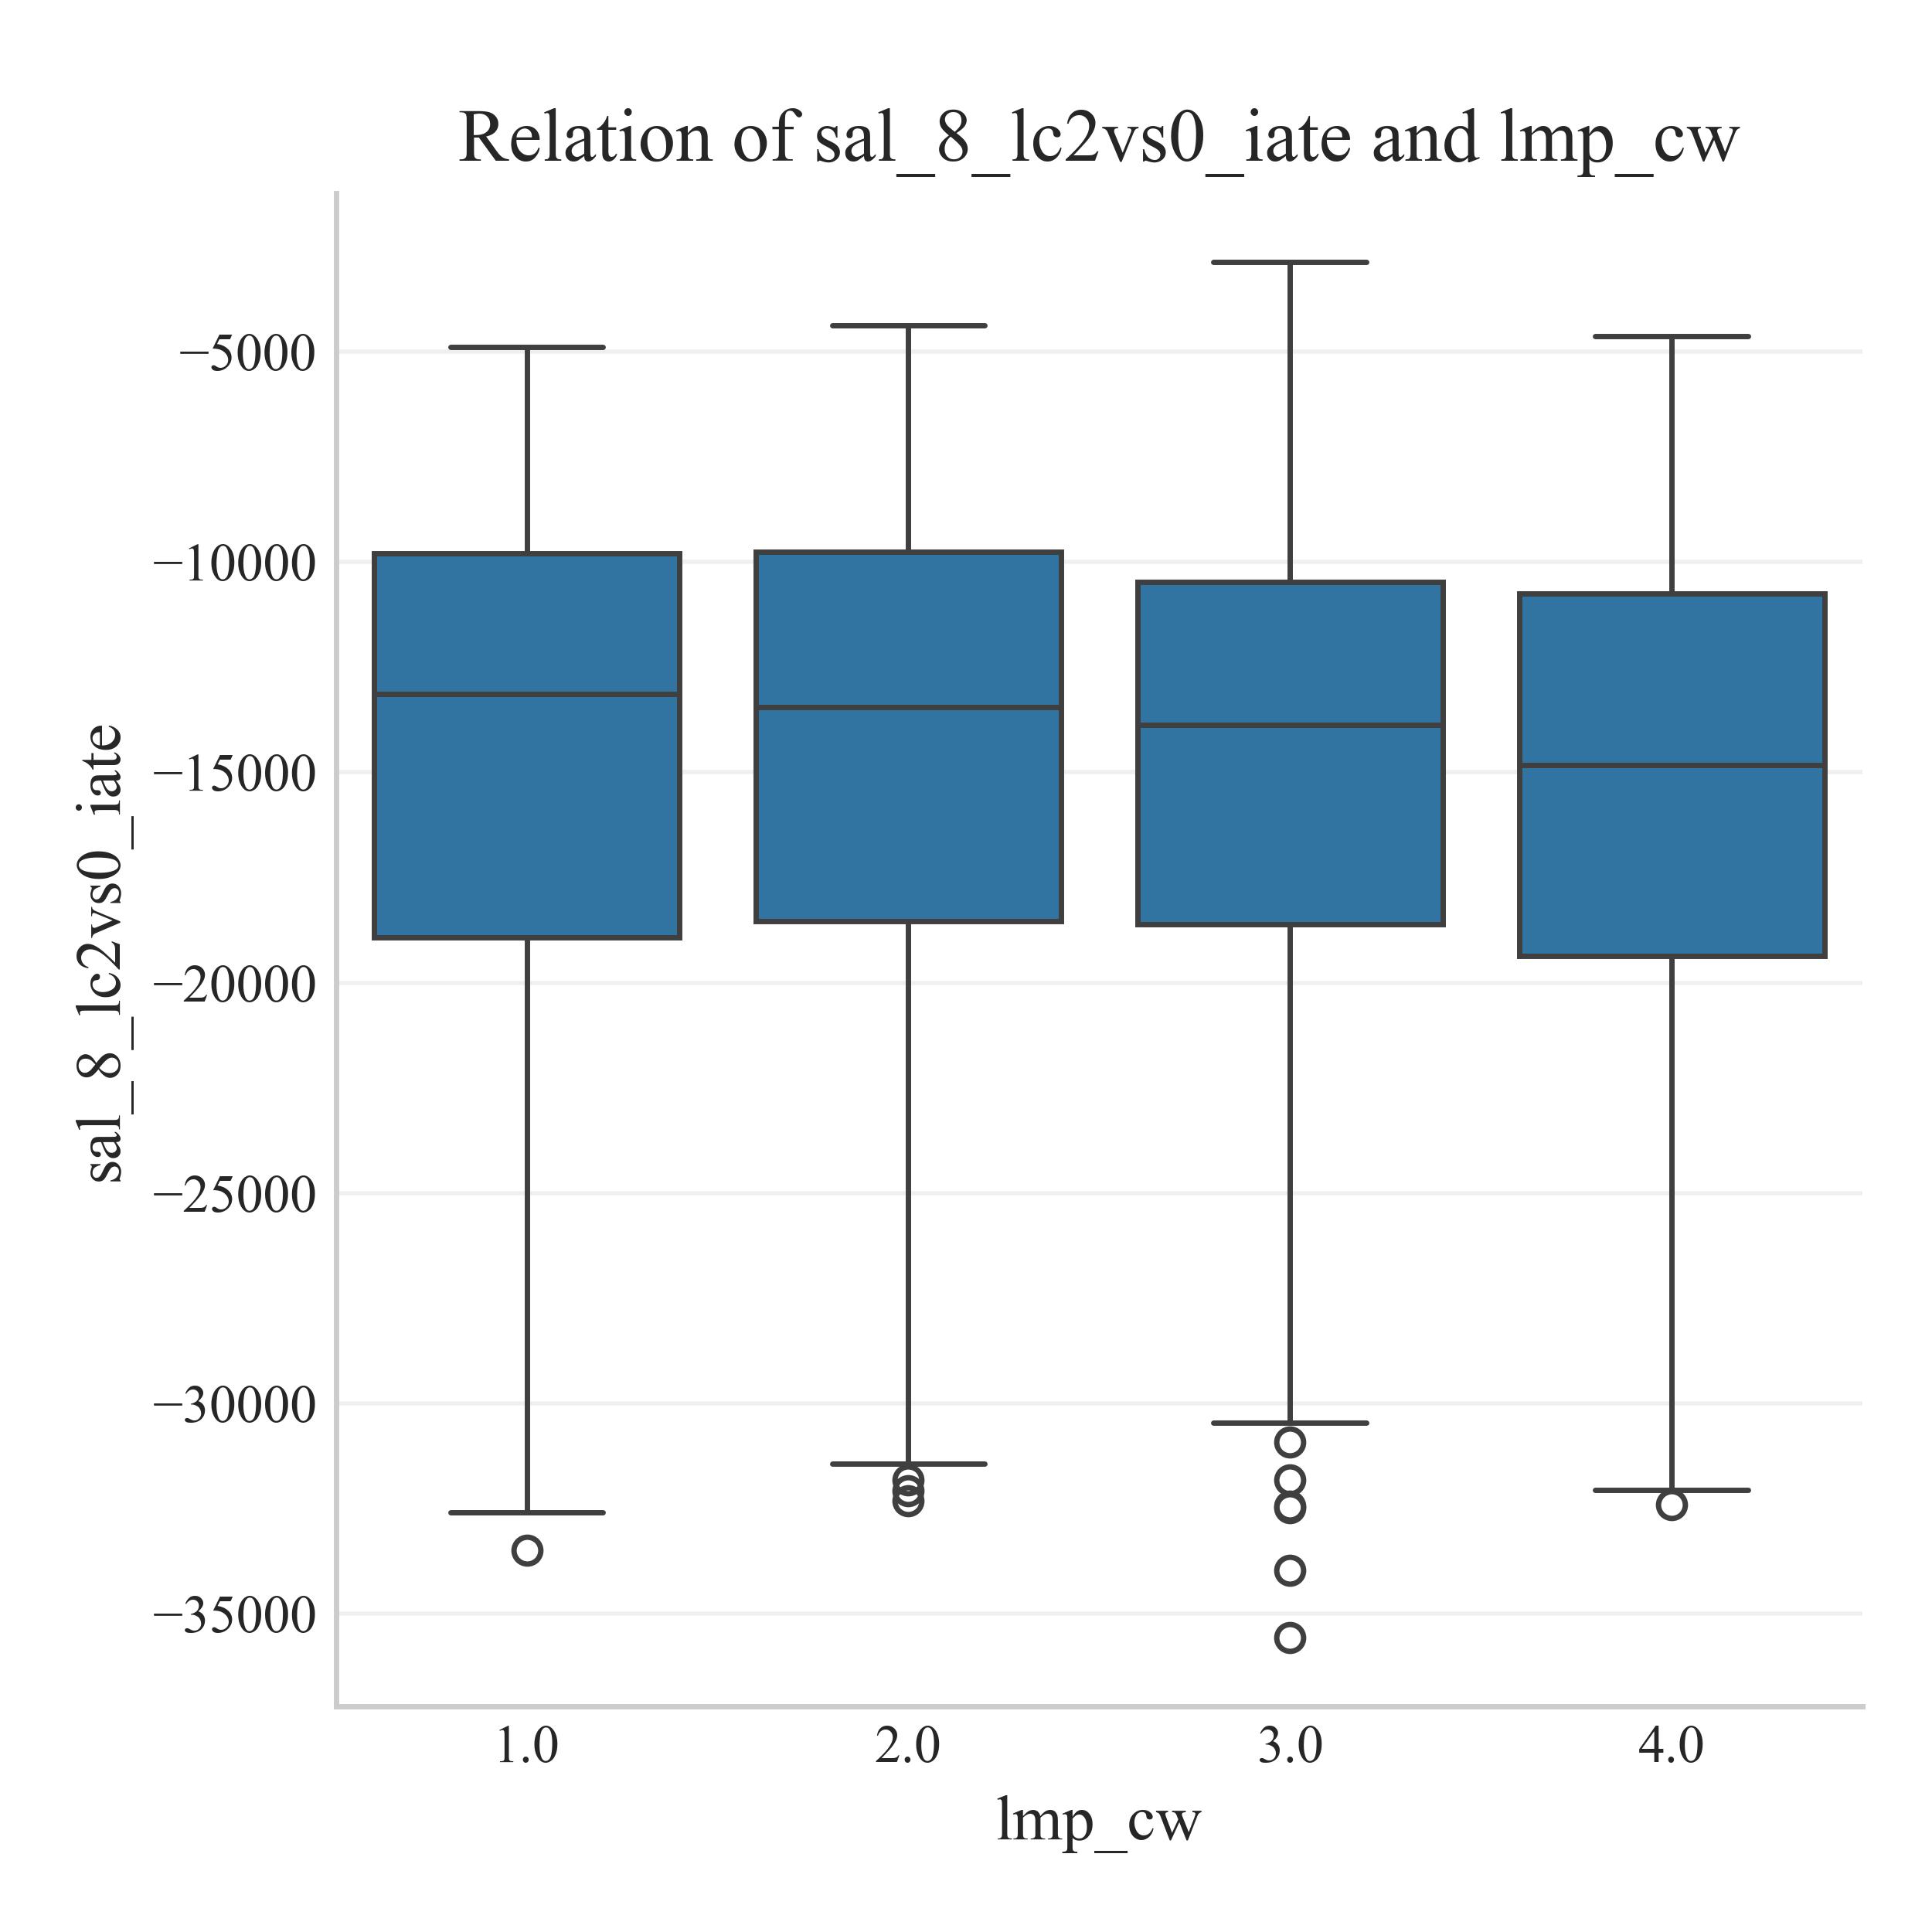 Relation of sal_8_lc2vs0_iate and lmp_cw
sal_8_lc2vs0_iate
−5000
−10000
−15000
−20000
−25000
−30000
−35000
1.0 2.0 3.0 4.0
lmp_cw